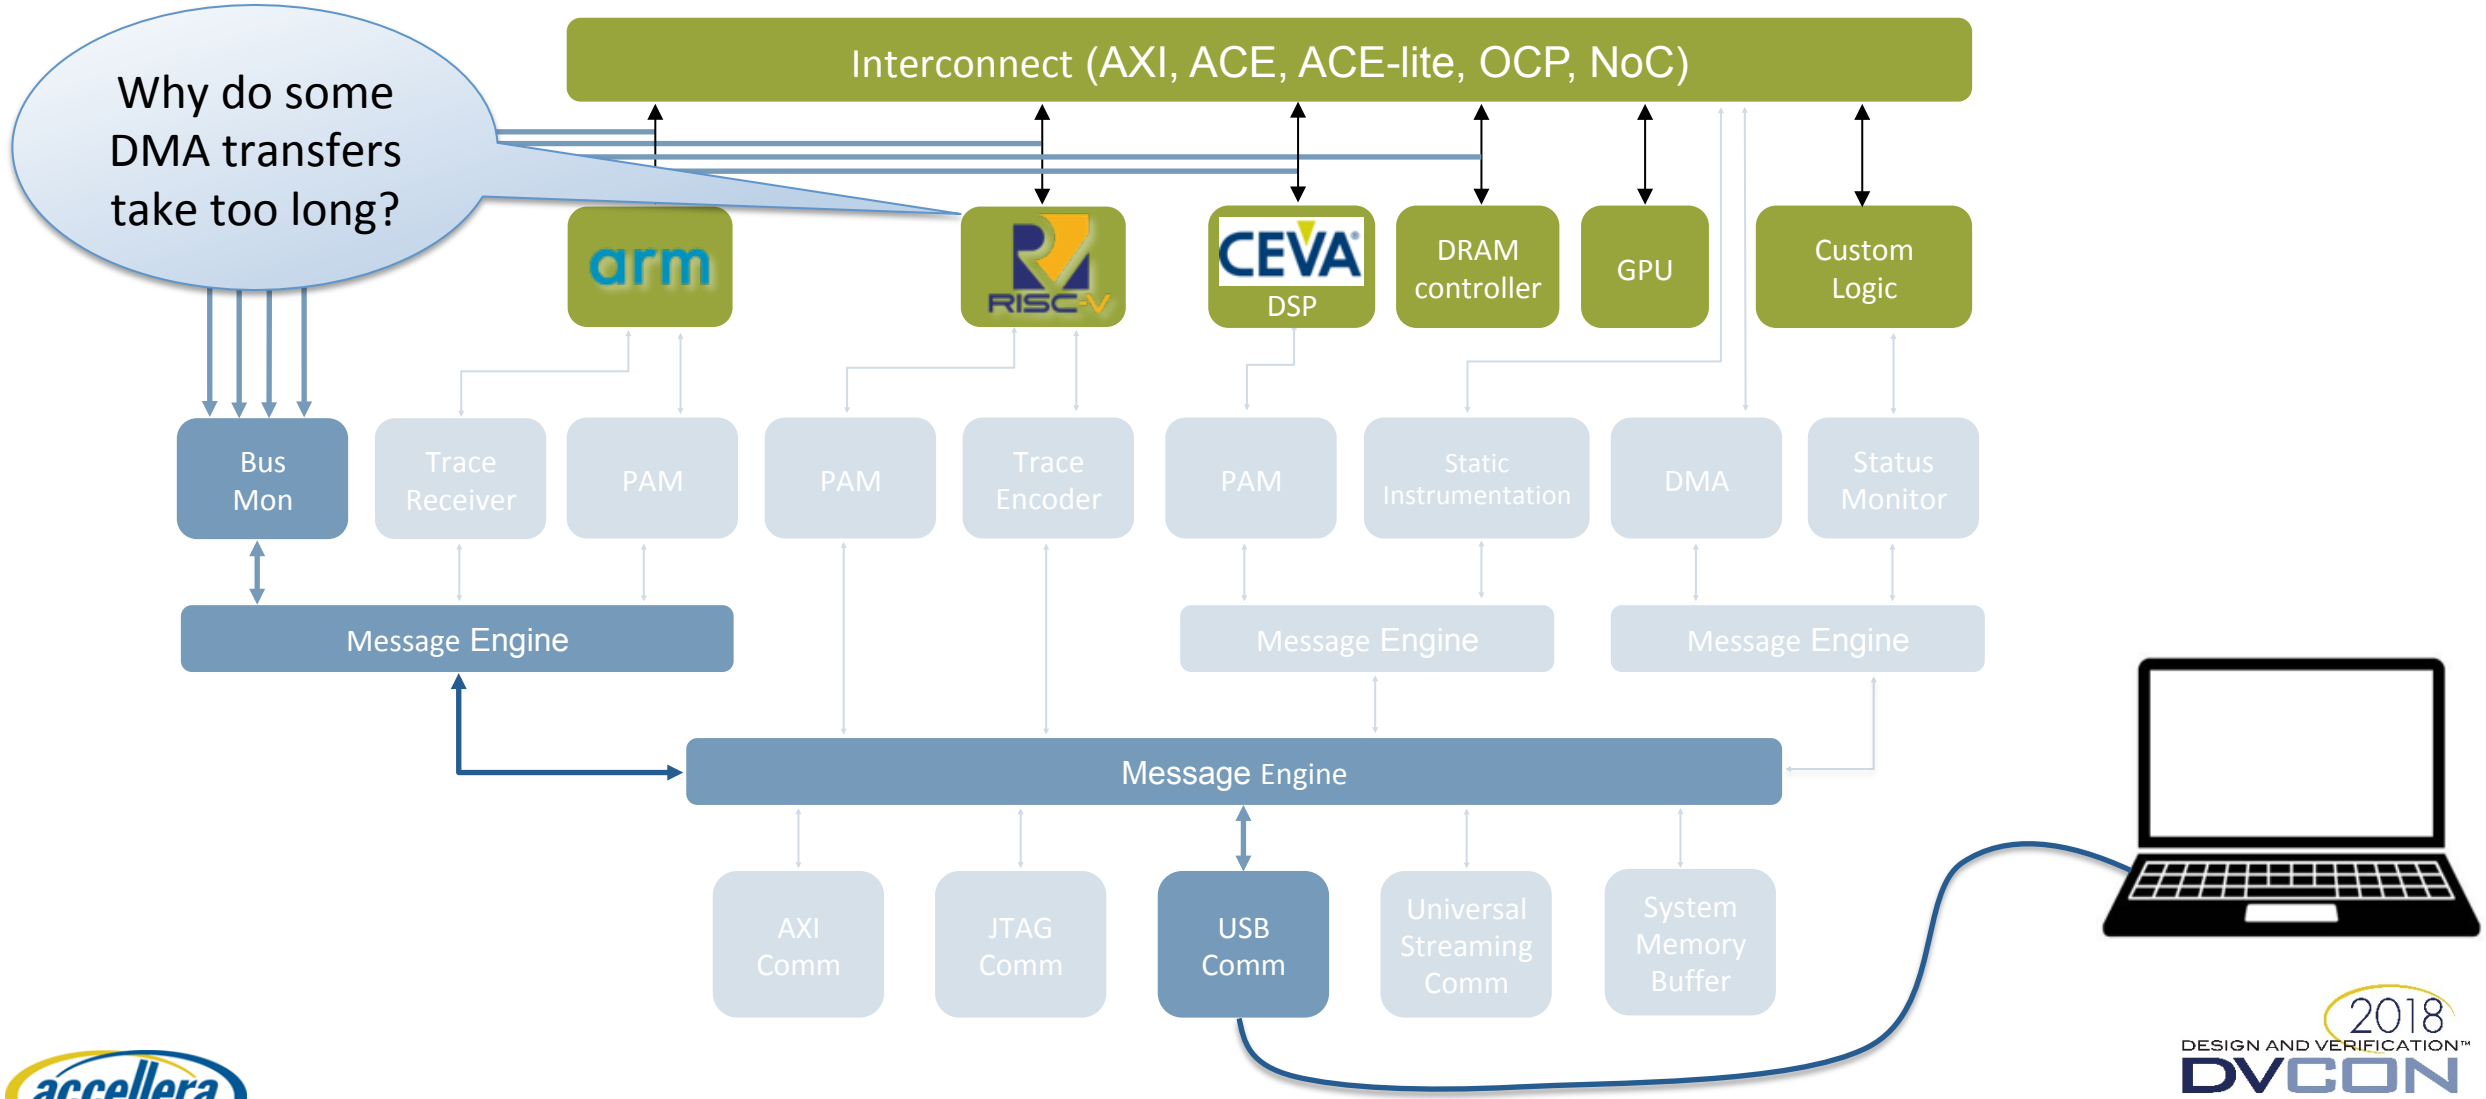 Interconnect (AXI, ACE, ACE-lite, OCP, NoC)
Why do some
DMA transfers
take too long?
arm
RISC-V
CEVA
DSP
DRAM
controller
GPU
Custom
Logic
Bus
Mon
Trace
Receiver
PAM
PAM
Trace
Encoder
PAM
Static
Instrumentation
DMA
Status
Monitor
Message Engine
Message Engine
Message Engine
Message Engine
AXI
Comm
JTAG
Comm
USB
Comm
Universal
Streaming
Comm
System
Memory
Buffer
accellera
2018
DESIGN AND VERIFICATION™
DVCON